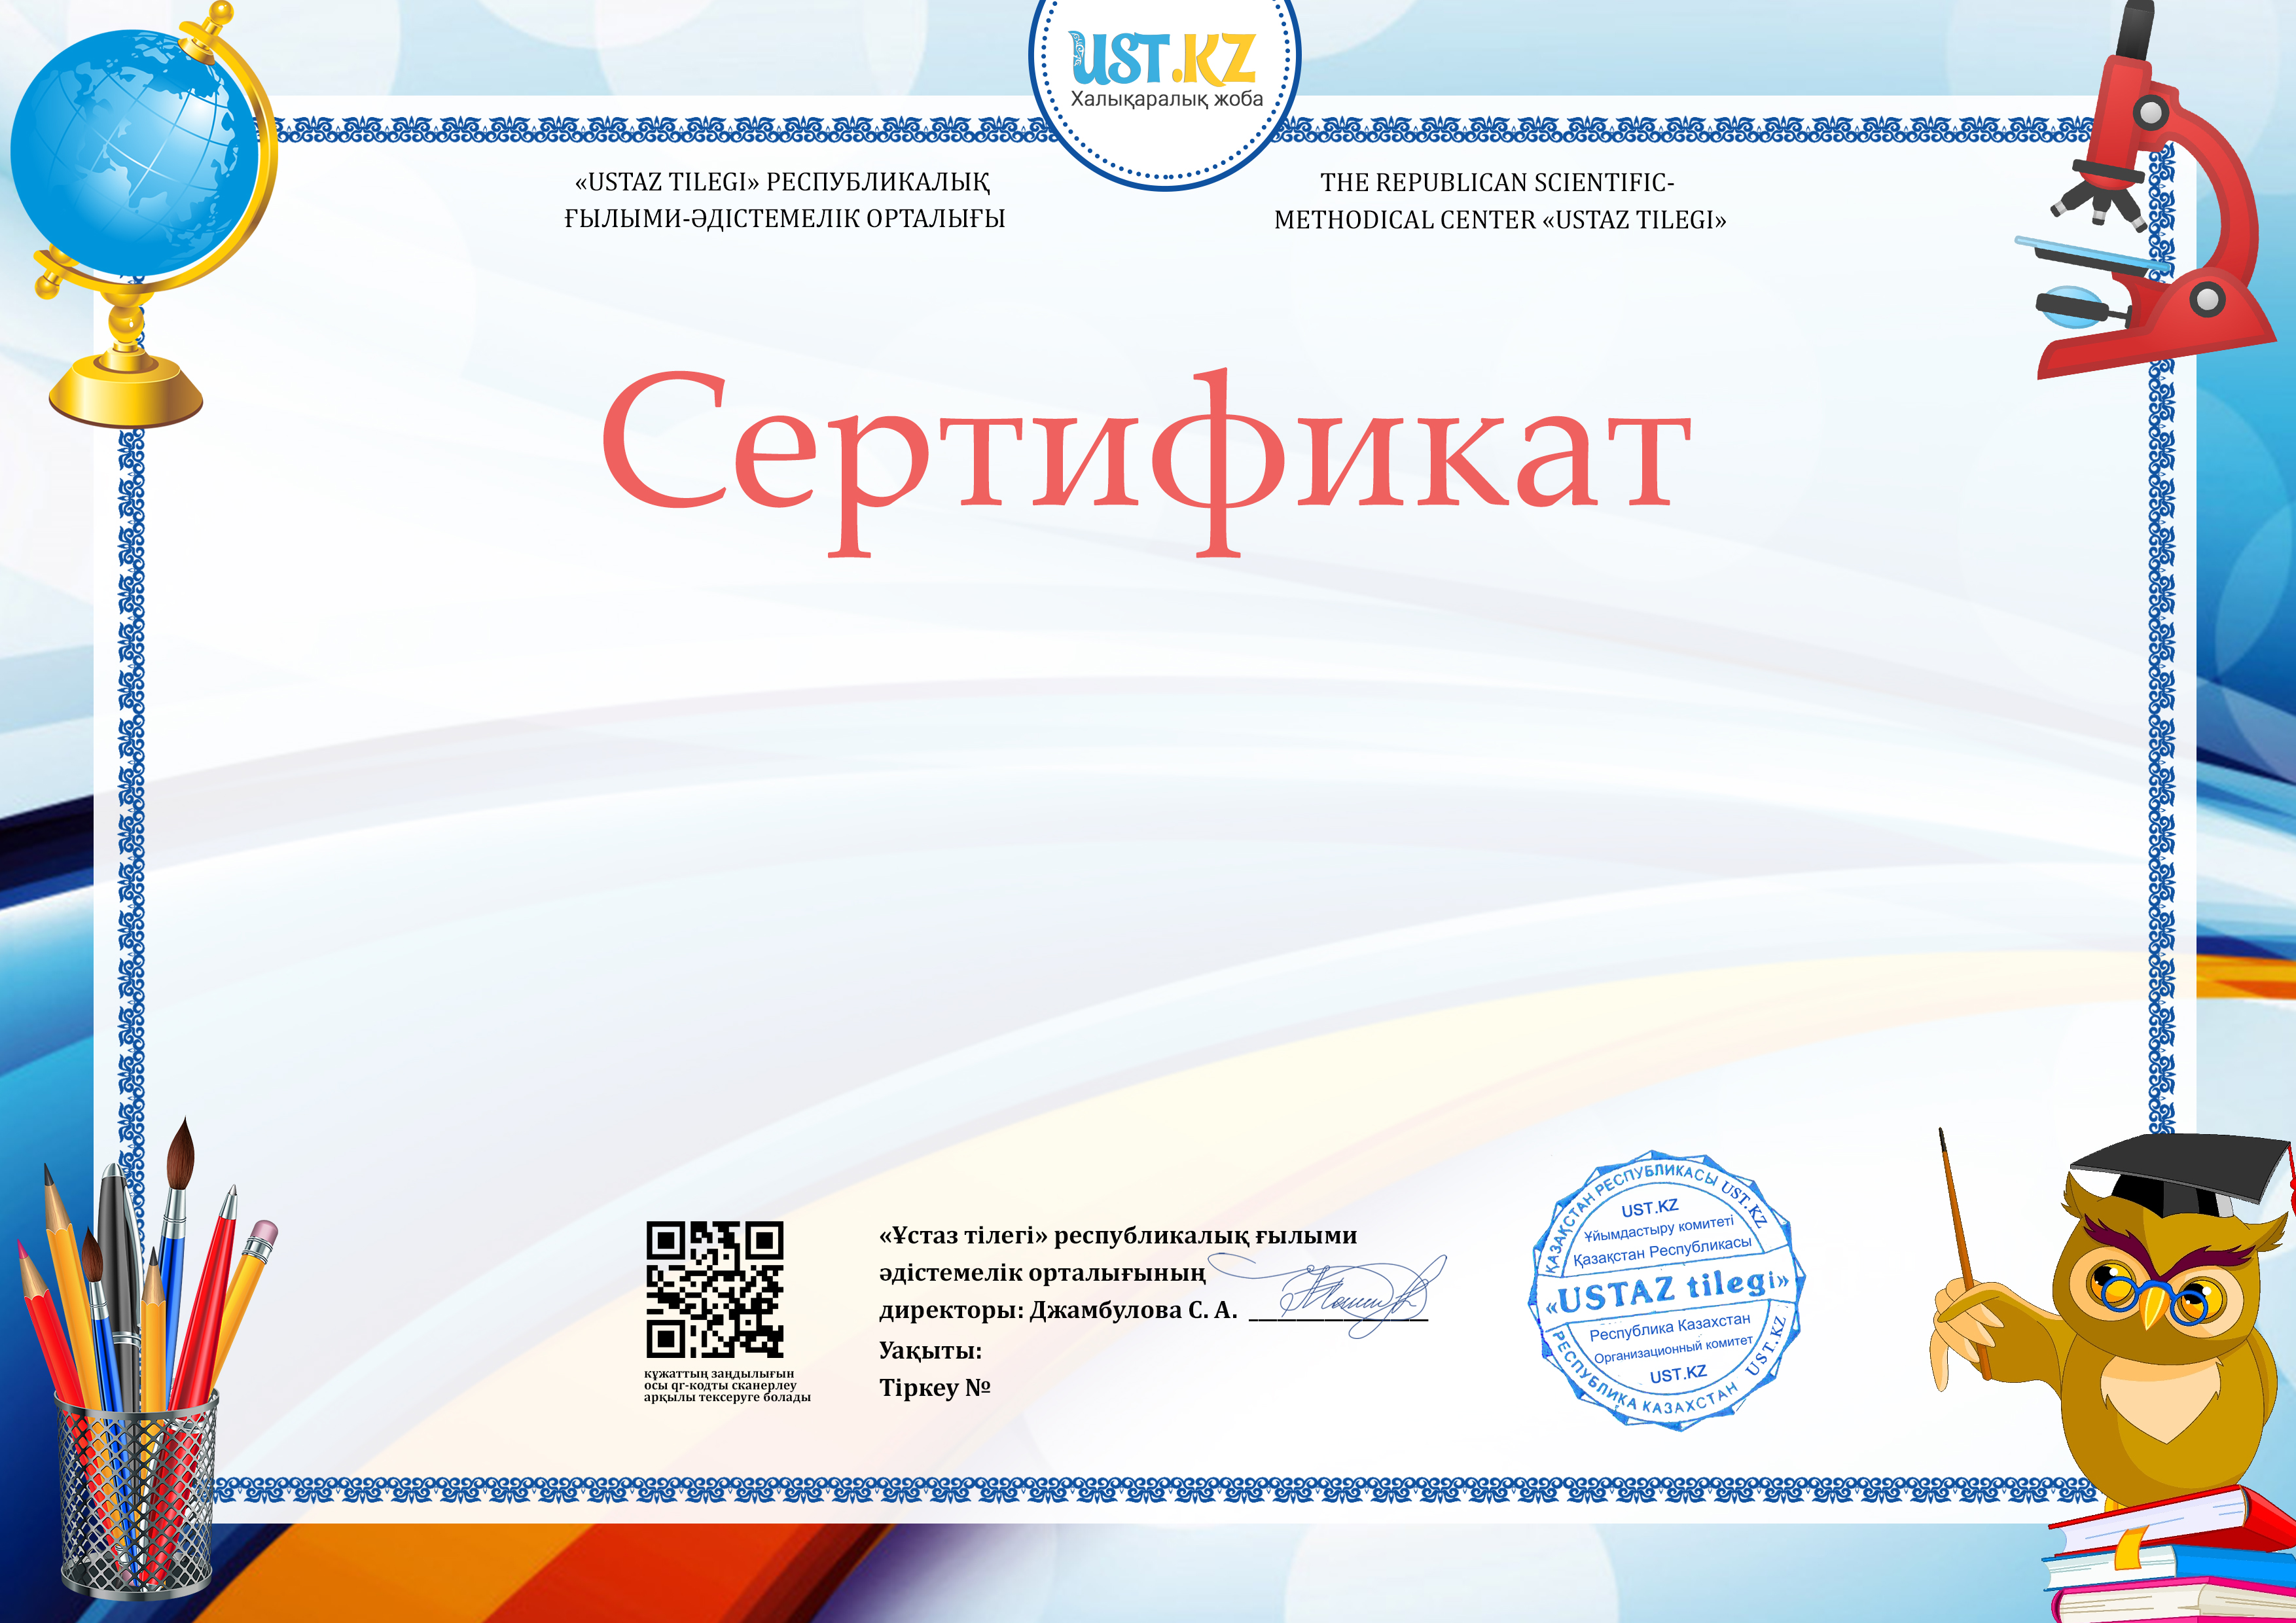 UST.KZ
Халықаралық жоба
«USTAZ TILEGI» РЕСПУБЛИКАЛЫҚ
ҒЫЛЫМИ-ӘДІСТЕМЕЛІК ОРТАЛЫҒЫ
THE REPUBLICAN SCIENTIFIC-
METHODICAL CENTER «USTAZ TILEGI»
Сертификат
«Ұстаз тілегі» республикалық ғылыми
әдістемелік орталығының
директоры: Джамбулова С. А.
Уақыты:
Тіркеу №
құжаттың заңдылығын
осы qr-кодты сканерлеу
арқылы тексеруге болады
ҚАЗАҚСТАН РЕСПУБЛИКАСЫ UST.KZ
UST.KZ
Ұйымдастыру комитеті
Қазақстан Республикасы
«USTAZ tilegi»
Республика Казахстан
Организационный комитет
UST.KZ
РЕСПУБЛИКА КАЗАХСТАН UST.KZ